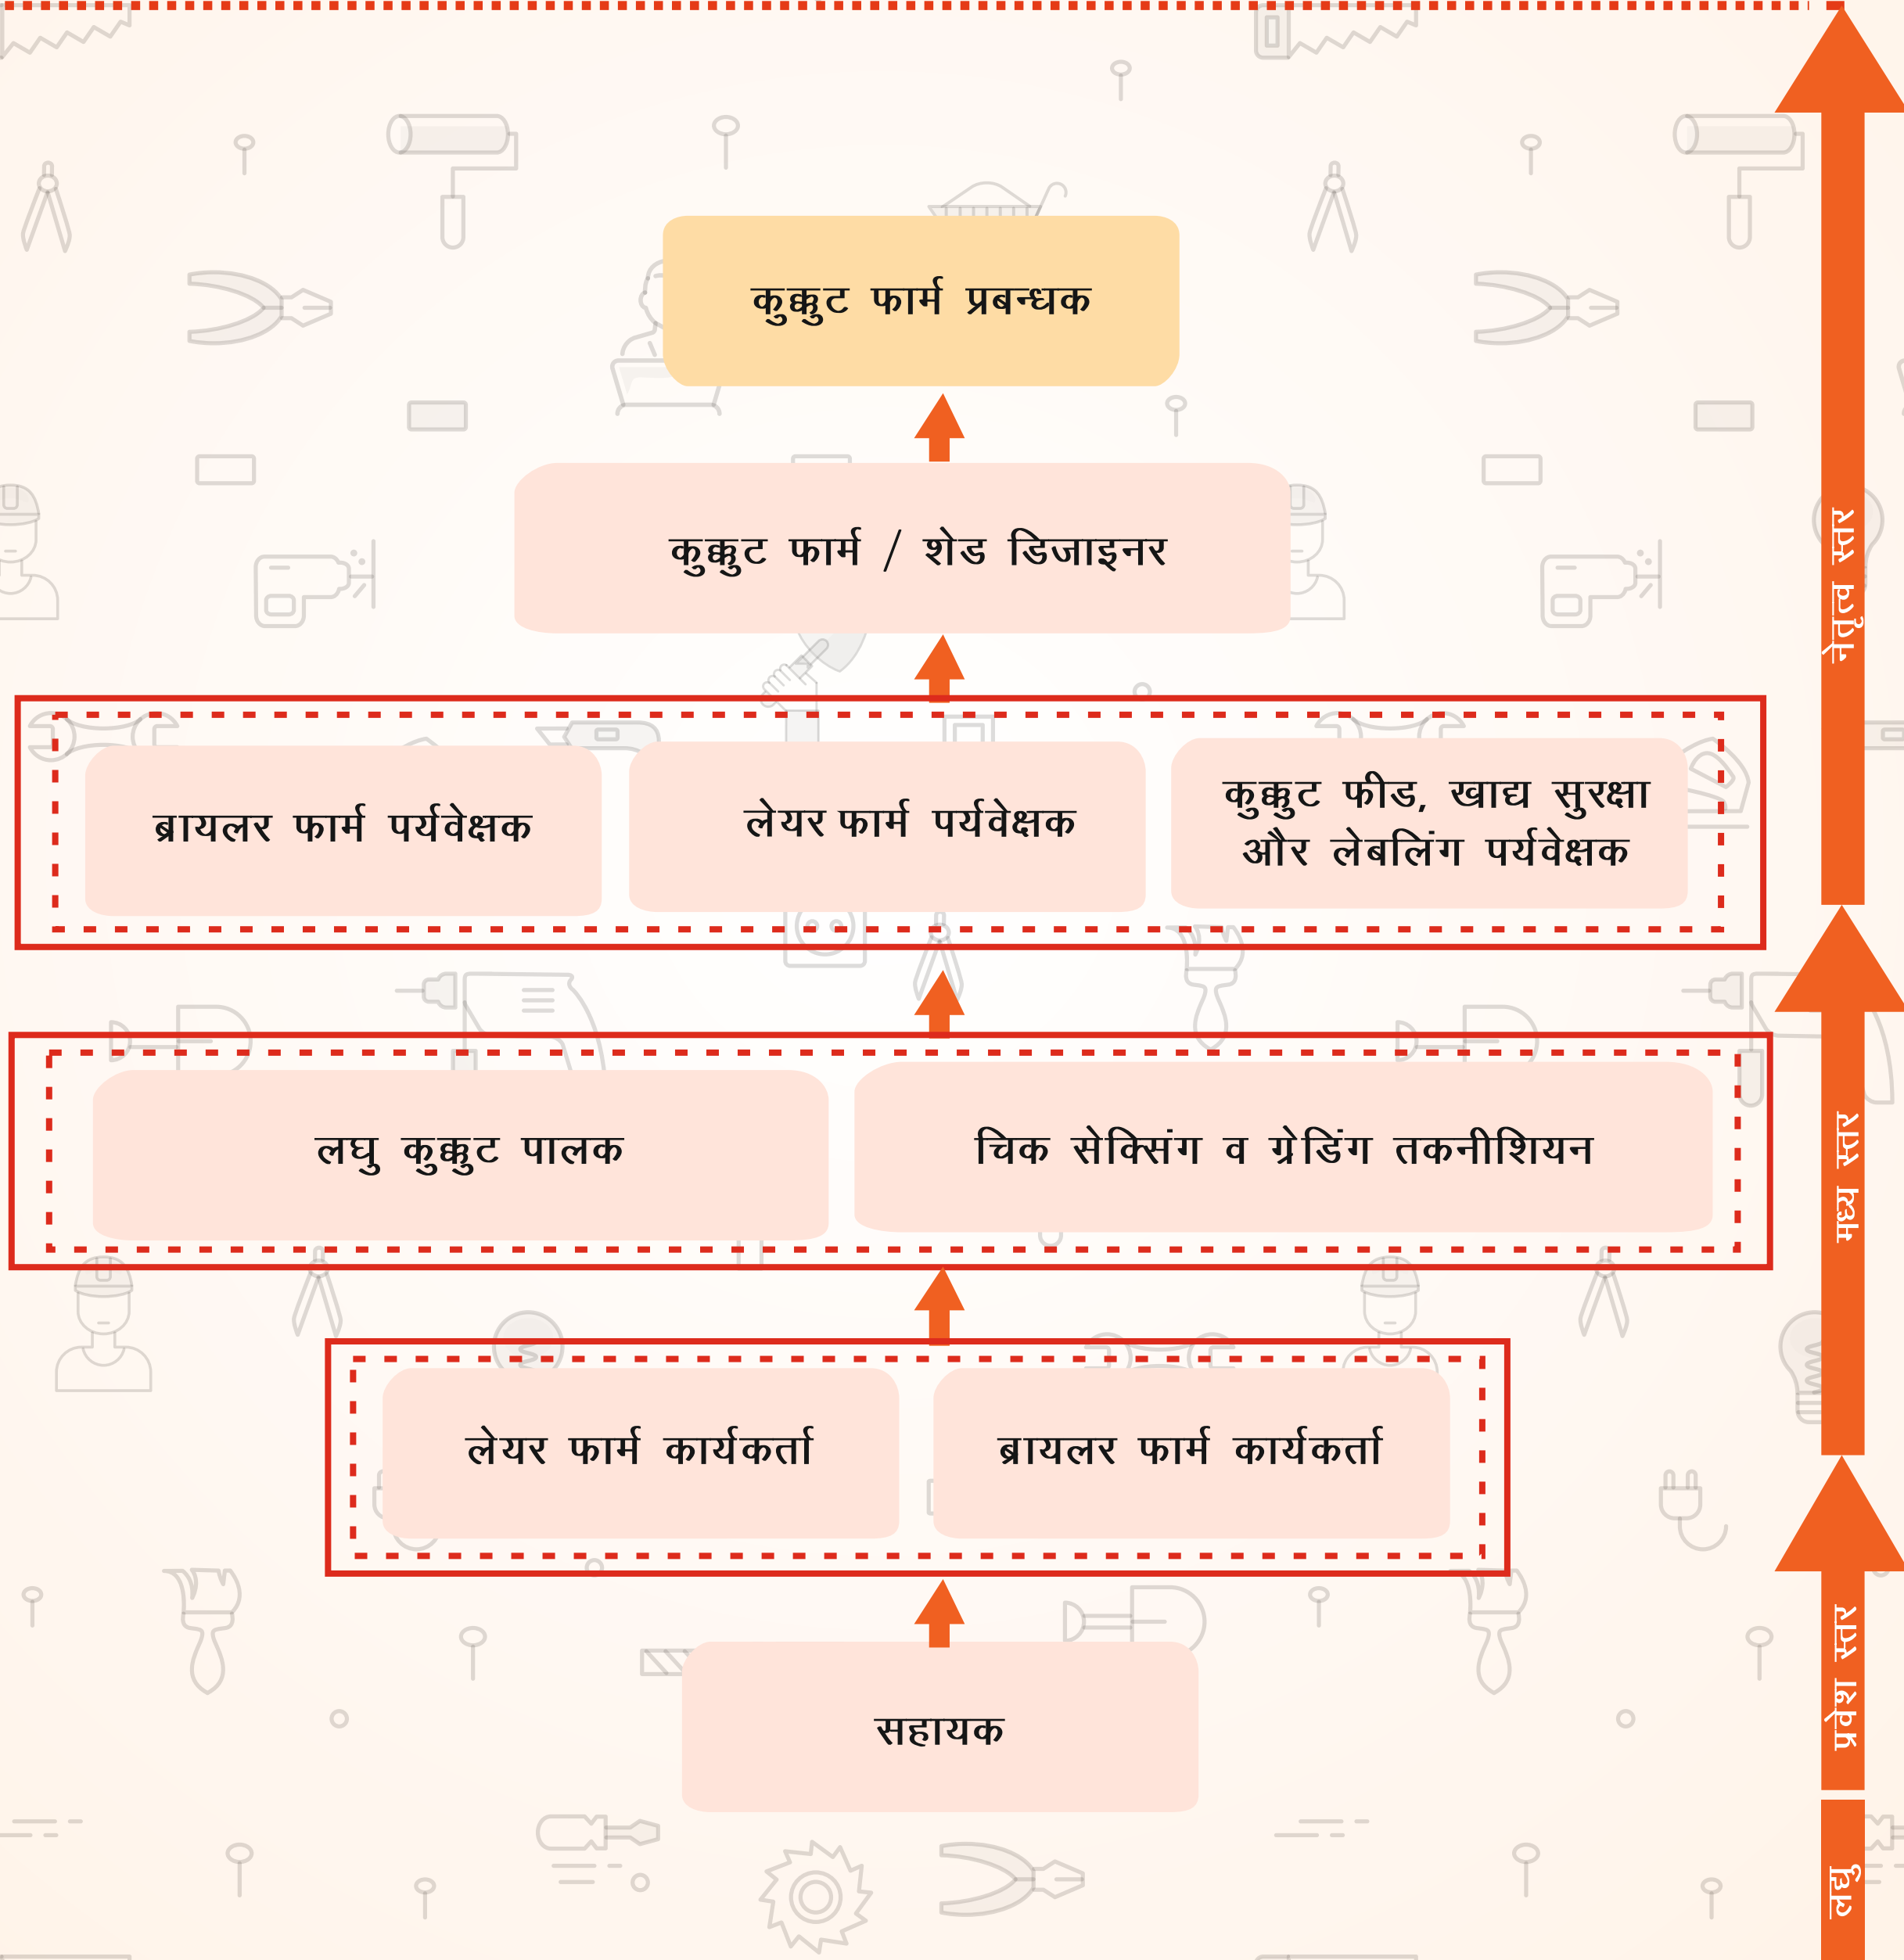 कुक्कुट फार्म प्रबन्धक
कुक्कुट फार्म / शेड डिजाइनर
ब्रायलर फार्म पर्यवेक्षक
लेयर फार्म पर्यवेक्षक
कुक्कुट फीड, खाद्य सुरक्षा
और लेबलिंग पर्यवेक्षक
लघु कुक्कुट पालक
चिक सेक्सिंग व ग्रेडिंग तकनीशियन
लेयर फार्म कार्यकर्ता
ब्रायलर फार्म कार्यकर्ता
सहायक
नेतृत्व स्तर
मध्य स्तर
प्रवेश स्तर